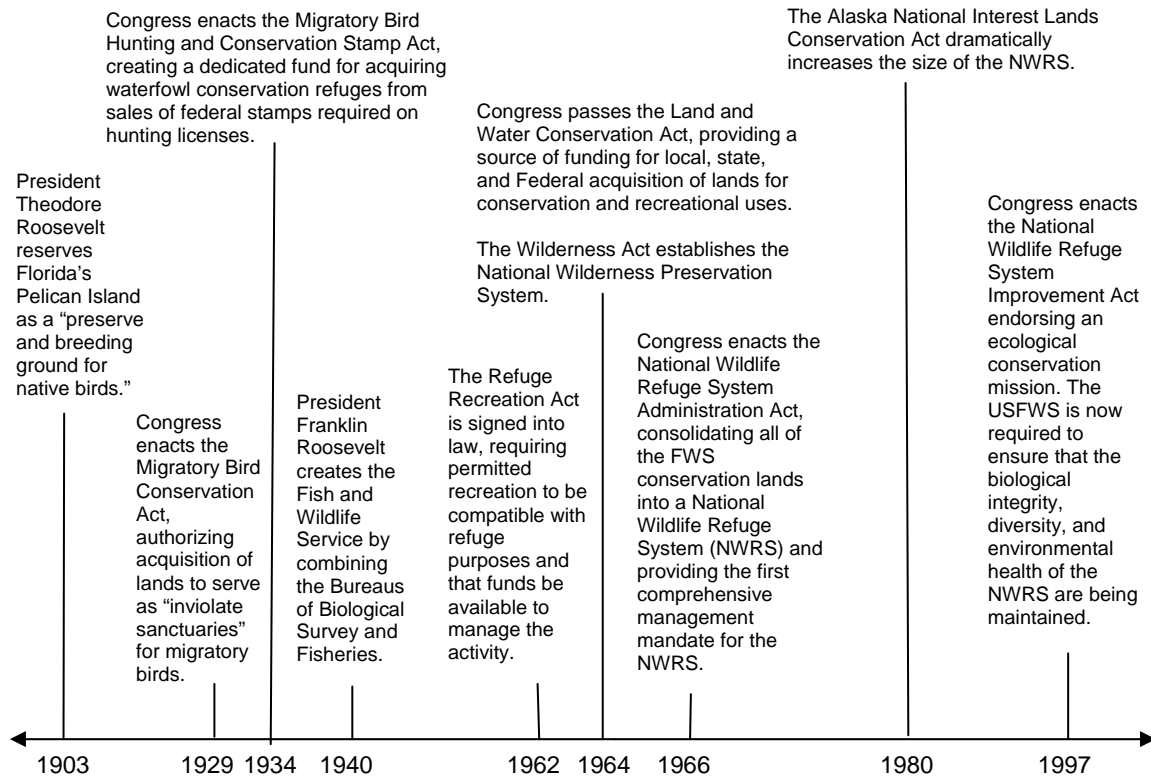 Congress enacts the Migratory Bird
Hunting and Conservation Stamp Act,
creating a dedicated fund for acquiring
waterfowl conservation refuges from
sales of federal stamps required on
hunting licenses.
The Alaska National Interest Lands
Conservation Act dramatically
increases the size of the NWRS.
Congress passes the Land and
Water Conservation Act, providing a
source of funding for local, state,
and Federal acquisition of lands for
conservation and recreational uses.
The Wilderness Act establishes the
National Wilderness Preservation
System.
President
Theodore
Roosevelt
reserves
Florida’s
Pelican Island
as a “preserve
and breeding
ground for
native birds.”
Congress
enacts the
Migratory Bird
Conservation
Act,
authorizing
acquisition of
lands to serve
as “inviolate
sanctuaries”
for migratory
birds.
President
Franklin
Roosevelt
creates the
Fish and
Wildlife
Service by
combining
the Bureaus
of Biological
Survey and
Fisheries.
The Refuge
Recreation Act
is signed into
law, requiring
permitted
recreation to be
compatible with
refuge
purposes and
that funds be
available to
manage the
activity.
Congress enacts the
National Wildlife
Refuge System
Administration Act,
consolidating all of
the FWS
conservation lands
into a National
Wildlife Refuge
System (NWRS) and
providing the first
comprehensive
management
mandate for the
NWRS.
Congress enacts
the National
Wildlife Refuge
System
Improvement Act
endorsing an
ecological
conservation
mission. The
USFWS is now
required to
ensure that the
biological
integrity,
diversity, and
environmental
health of the
NWRS are being
maintained.
1903 1929 1934 1940 1962 1964 1966 1980 1997